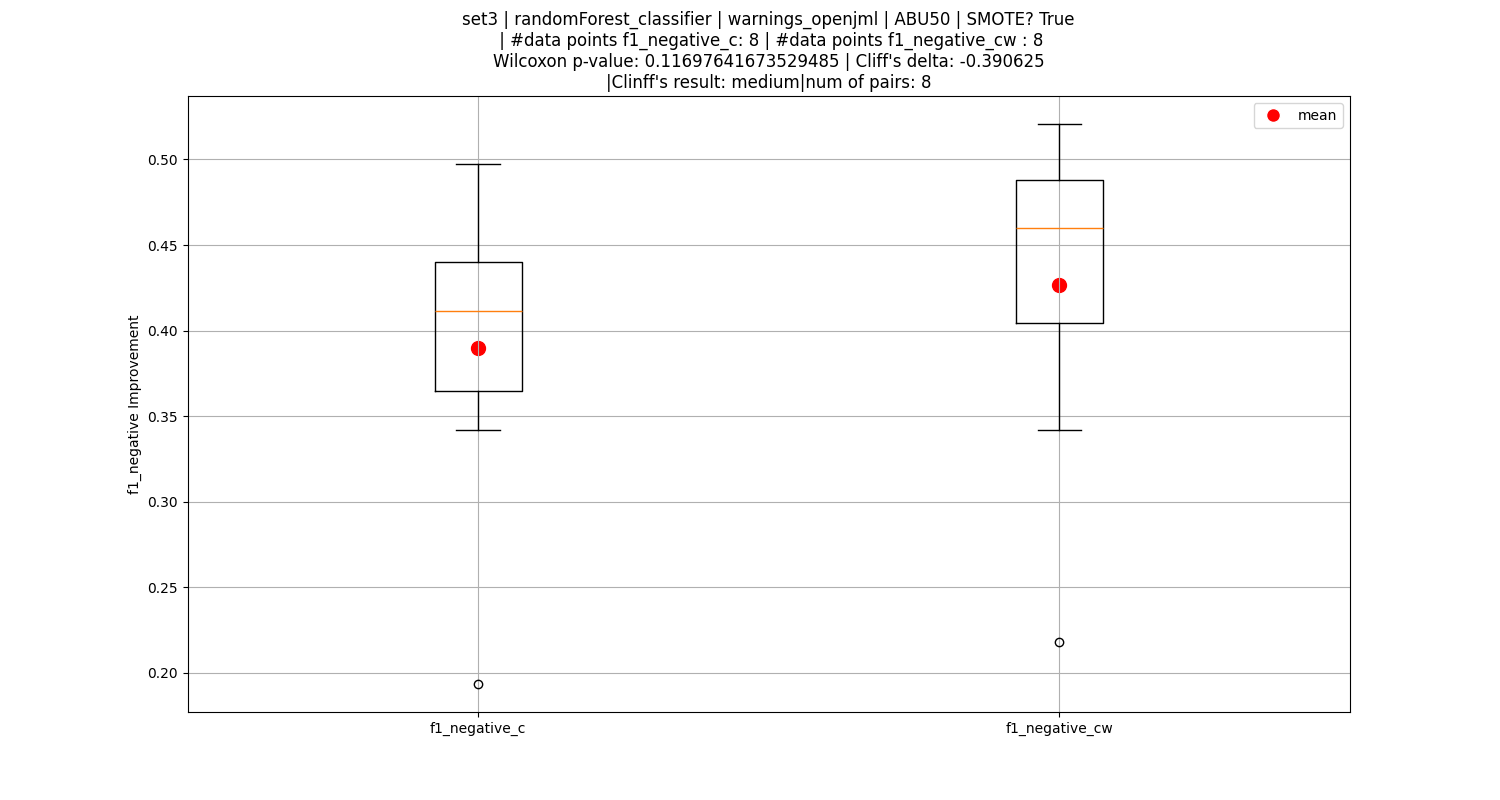 set3 | randomForest_classifier | warnings_openjml | ABU50 | SMOTE? True
| #data points f1_negative_c: 8 | #data points f1_negative_cw : 8
Wilcoxon p-value: 0.11697641673529485 | Cliff's delta: -0.390625
|Clinff's result: medium|num of pairs: 8
mean
f1_negative Improvement
0.50
0.45
0.40
0.35
0.30
0.25
0.20
f1_negative_c
f1_negative_cw